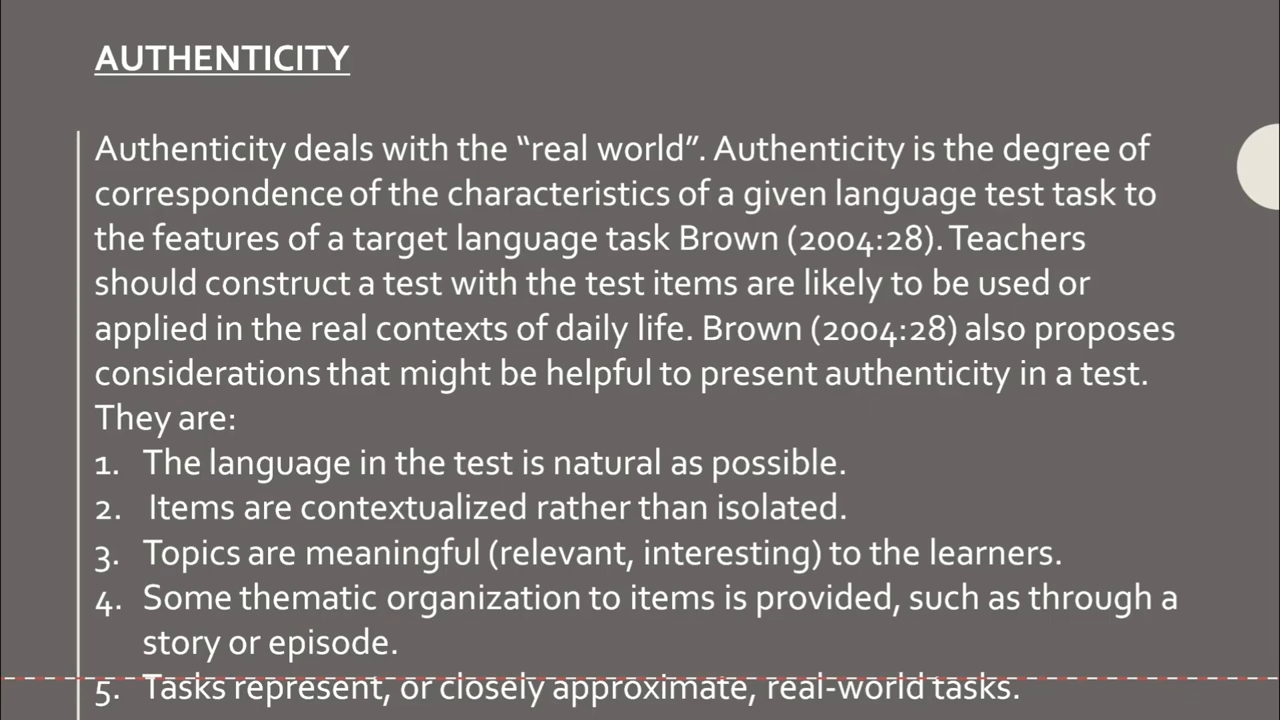 AUTHENTICITY
Authenticity deals with the “real world”. Authenticity is the degree of
correspondence of the characteristics of a given language test task to
the features of a target language task Brown (2004:28). Teachers
should construct a test with the test items are likely to be used or
applied in the real contexts of daily life. Brown (2004:28) also proposes
considerations that might be helpful to present authenticity in a test.
They are:
1. The language in the test is natural as possible.
2. Items are contextualized rather than isolated.
3. Topics are meaningful (relevant, interesting) to the learners.
4. Some thematic organization to items is provided, such as through a
story or episode.
5. Tasks represent, or closely approximate, real-world tasks.